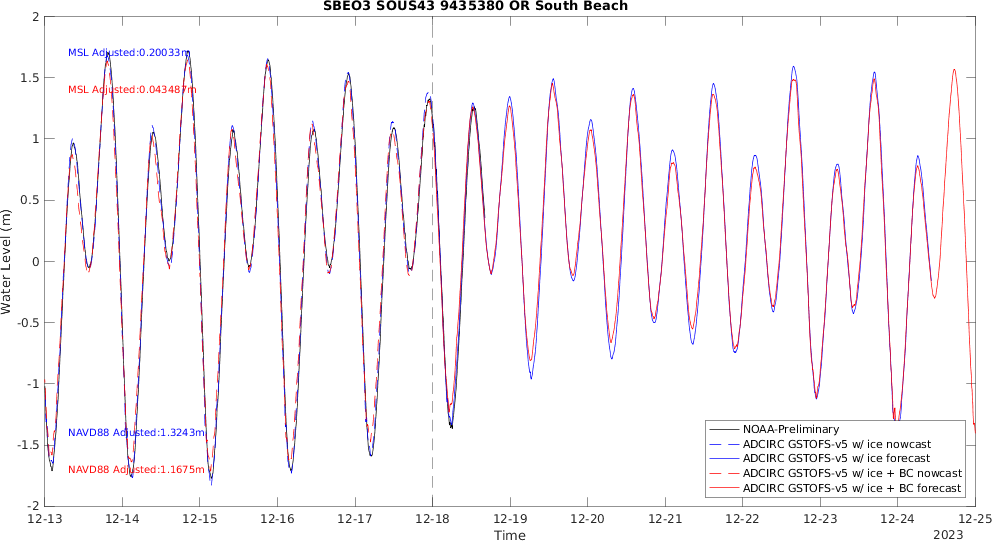 SBEO3 SOUS43 9435380 OR South Beach
2
1.5
1
0.5
0
-0.5
-1
-1.5
-2
Water Level (m)
MSL Adjusted:0.20033m
MSL Adjusted:0.043487m
NAVD88 Adjusted:1.3243m
NAVD88 Adjusted:1.1675m
NOAA-Preliminary
ADCIRC GSTOFS-v5 w/ ice nowcast
ADCIRC GSTOFS-v5 w/ ice forecast
ADCIRC GSTOFS-v5 w/ ice + BC nowcast
ADCIRC GSTOFS-v5 w/ ice + BC forecast
12-13 12-14 12-15 12-16 12-17 12-18 12-19 12-20 12-21 12-22 12-23 12-24 12-25
Time
2023